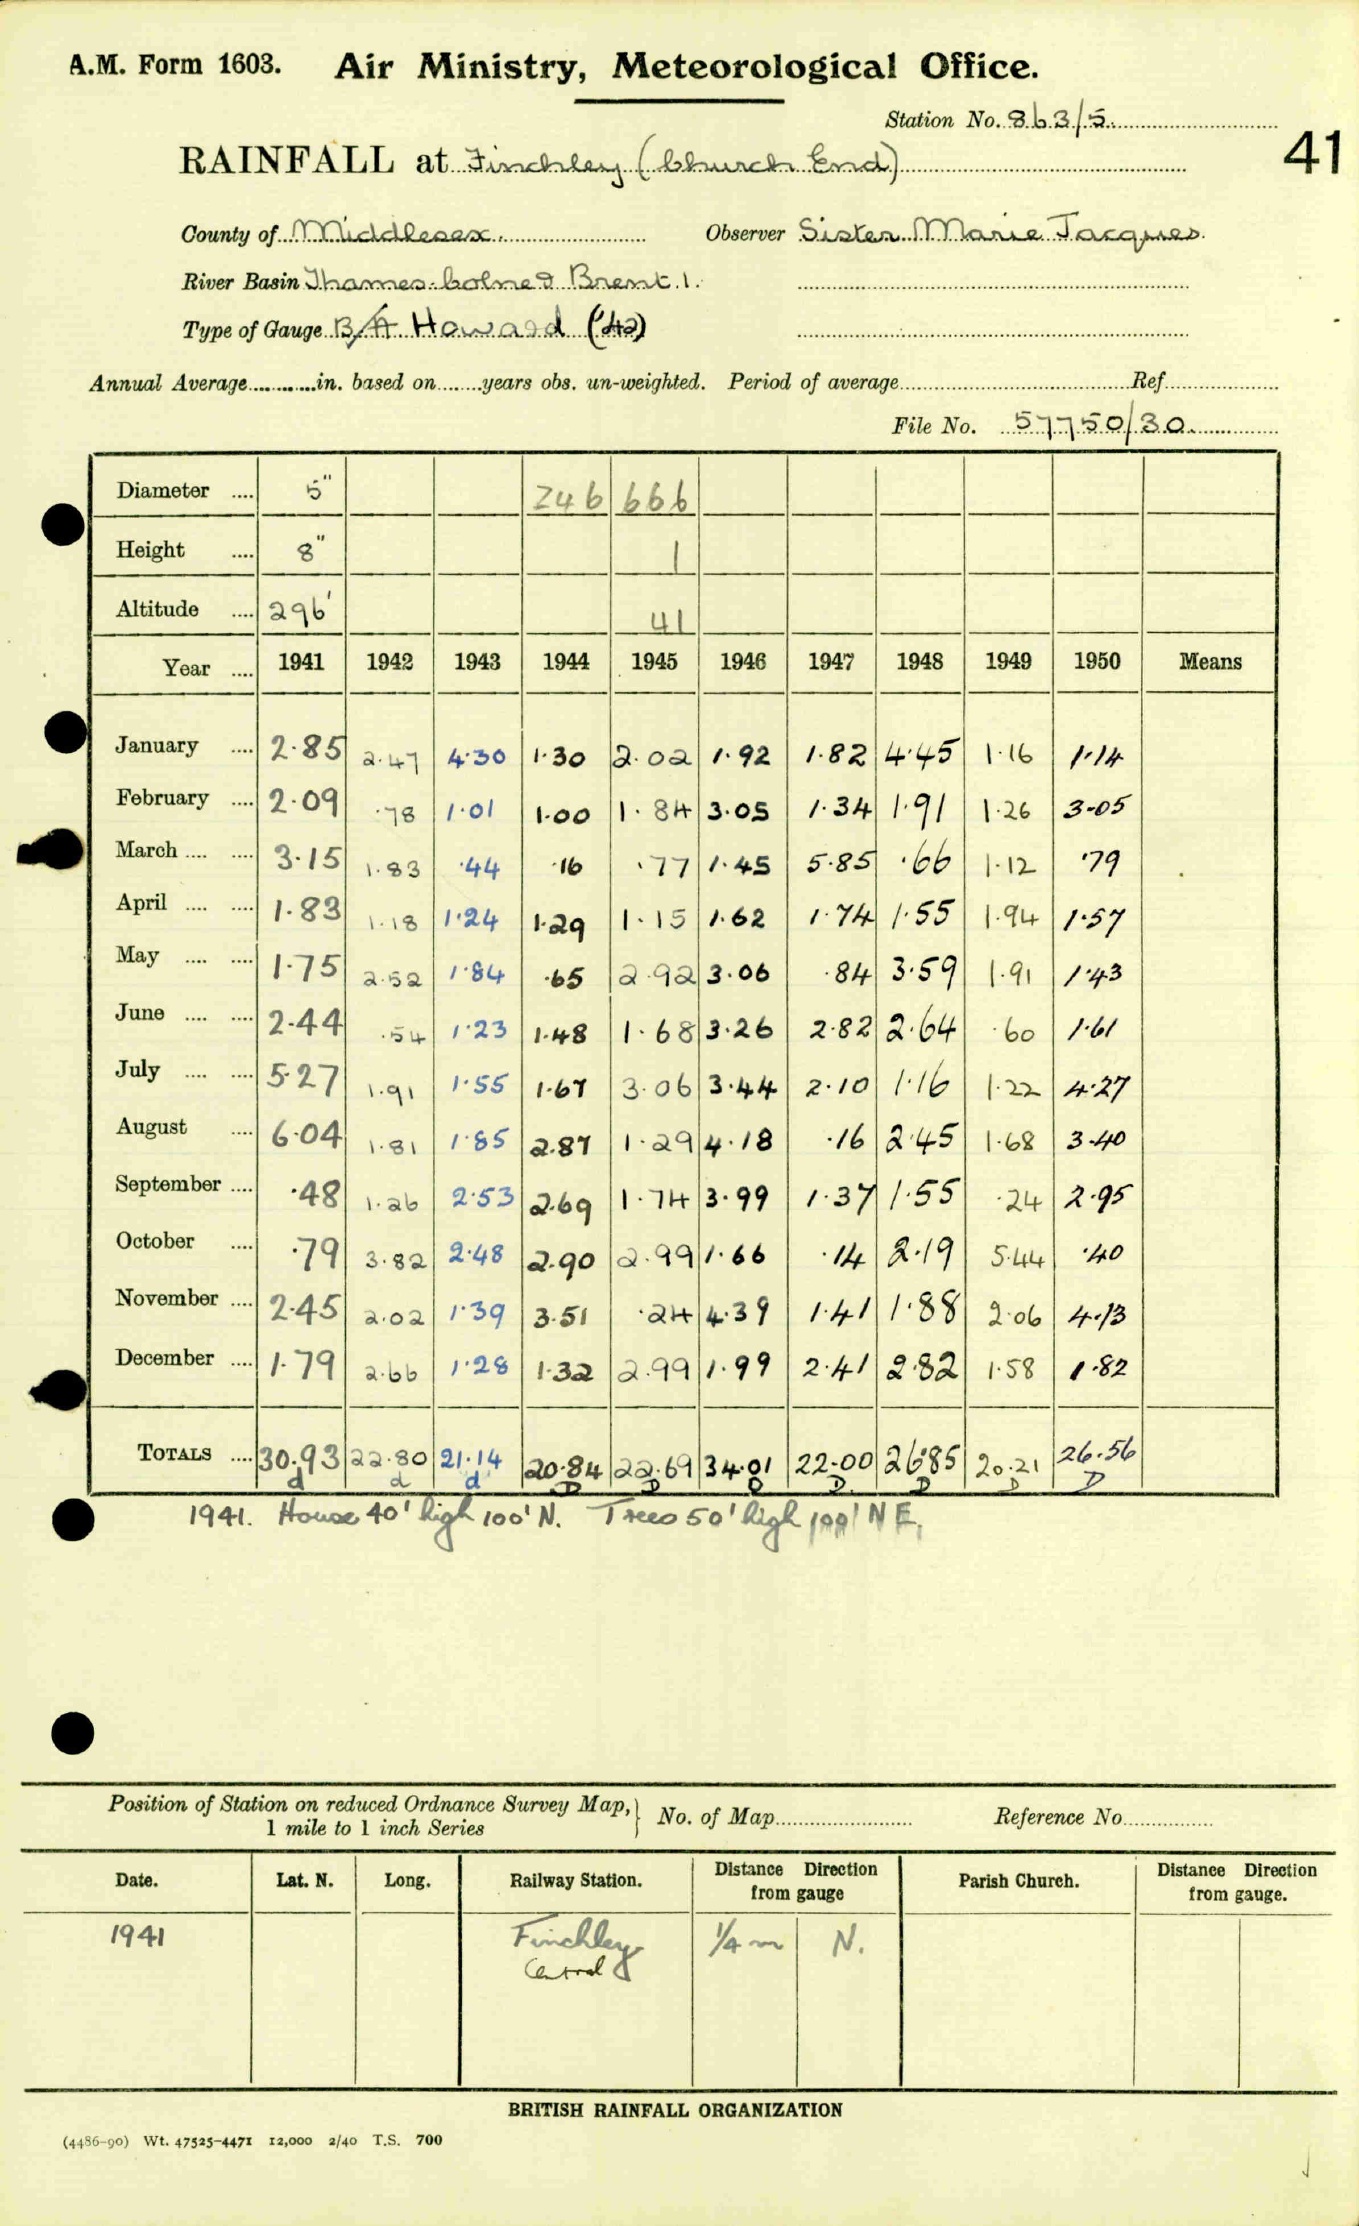 A.M. Form 1603. Air Ministry, Meteorological Office.
Station No. 863/5.
41
RAINFALL at Finchley (Church End)
County of Middlesex. Observer Sister Marie Jacques.
River Basin Thames. Colne & Brent. 1.
Type of Gauge Howard ('42)
Annual Average in. based on years obs. un-weighted. Period of average Ref.
File No. 57750/30.
Diameter 5" 246 666
Height 8" 1
Altitude 296' 41
Year 1941 1942 1943 1944 1945 1946 1947 1948 1949 1950 Means
January 2.85 2.47 4.30 1.30 2.02 1.92 1.82 4.45 1.16 1.14
February 2.09 .78 1.01 1.00 1.84 3.05 1.34 1.91 1.26 3.05
March 3.15 1.83 .44 .16 .77 1.45 5.85 .66 1.12 .79
April 1.83 1.18 1.24 1.29 1.15 1.62 1.74 1.55 1.94 1.57
May 1.75 2.52 1.84 .65 2.92 3.06 .84 3.59 1.91 1.43
June 2.44 .54 1.23 1.48 1.68 3.26 2.82 2.64 .60 1.61
July 5.27 1.91 1.55 1.67 3.06 3.44 2.10 1.16 1.22 4.27
August 6.04 1.81 1.85 2.87 1.29 4.18 .16 2.45 1.68 3.40
September .48 1.26 2.53 2.69 1.74 3.99 1.37 1.55 .24 2.95
October .79 3.82 2.48 2.90 2.99 1.66 .14 2.19 5.44 .40
November 2.45 2.02 1.39 3.51 .24 4.39 1.41 1.88 2.06 4.13
December 1.79 2.66 1.28 1.32 2.99 1.99 2.41 2.82 1.58 1.82
TOTALS 30.93 22.80 21.14 20.84 22.69 34.01 22.00 26.85 20.21 26.56
d d d D D D D D D D
1941. House 40' high 100' N. Trees 50' high 100' NE.
Position of Station on reduced Ordnance Survey Map, No. of Map Reference No.
1 mile to 1 inch Series
Date. Lat. N. Long. Railway Station. Distance Direction from gauge Parish Church. Distance Direction from gauge.
1941 Finchley 1/4 m N.
Central
BRITISH RAINFALL ORGANIZATION
(4486-90) Wt. 47525-4471 12,000 2/40 T.S. 700